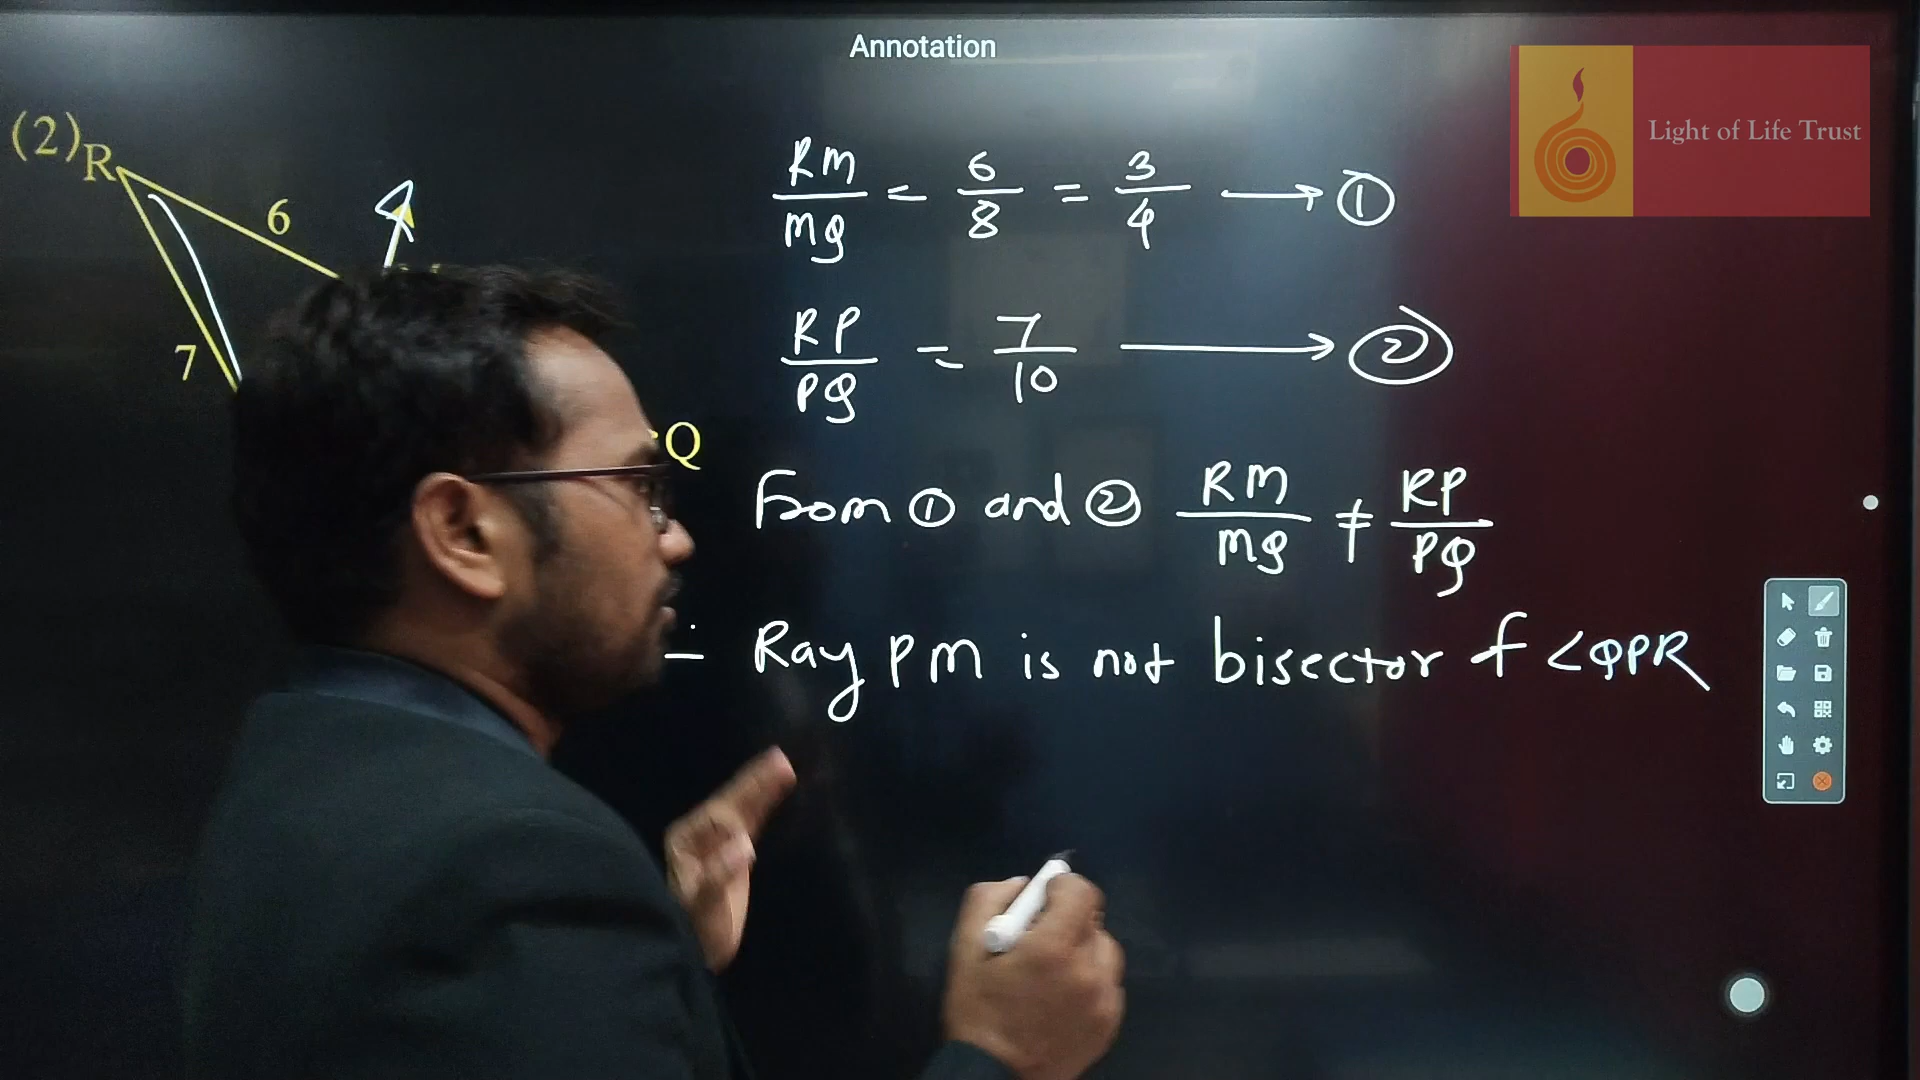 Annotation
Light of Life Trust
(2)
R
6
7
Q
RM/MQ = 6/8 = 3/4 → ①
RP/PQ = 7/10 → ②
From ① and ② RM/MQ ≠ RP/PQ
∴ Ray PM is not bisector of <QPR